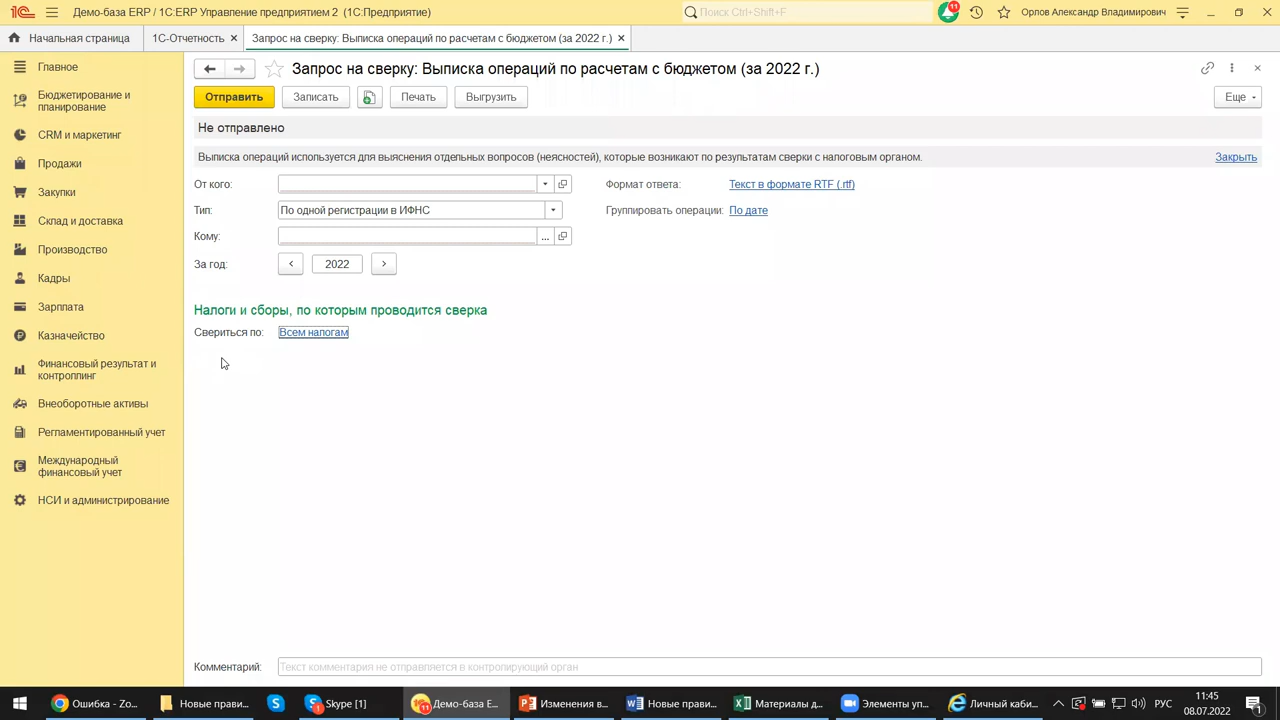 Демо-база ERP / 1С:ERP Управление предприятием 2 (1С:Предприятие)
Поиск Ctrl+Shift+F
11
Орлов Александр Владимирович
Начальная страница
1С-Отчетность
Запрос на сверку: Выписка операций по расчетам с бюджетом (за 2022 г.)
Главное
Бюджетирование и
планирование
CRM и маркетинг
Продажи
Закупки
Склад и доставка
Производство
Кадры
Зарплата
Казначейство
Финансовый результат и
контроллинг
Внеоборотные активы
Регламентированный учет
Международный
финансовый учет
НСИ и администрирование
Запрос на сверку: Выписка операций по расчетам с бюджетом (за 2022 г.)
Отправить
Записать
Печать
Выгрузить
Еще
Не отправлено
Выписка операций используется для выяснения отдельных вопросов (неясностей), которые возникают по результатам сверки с налоговым органом.
Закрыть
От кого:
Формат ответа:
Текст в формате RTF (.rtf)
Тип:
По одной регистрации в ИФНС
Группировать операции:
По дате
Кому:
...
За год:
< 2022 >
Налоги и сборы, по которым проводится сверка
Свериться по:
Всем налогам
Комментарий:
Текст комментария не отправляется в контролирующий орган
Ошибка - Zo...
Новые прави...
Skype [1]
1
Демо-база E...
11
Изменения в...
Новые прави...
Материалы д...
Элементы уп...
Личный каби...
РУС
11:45
08.07.2022
1